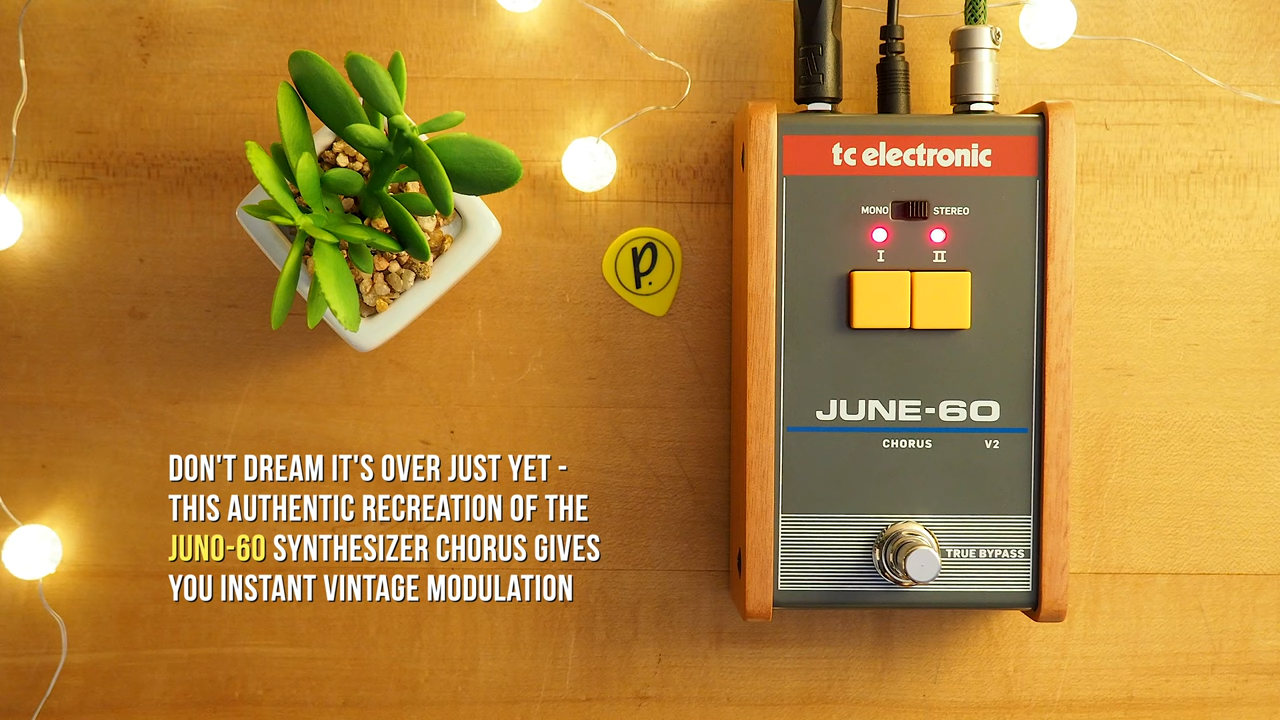 tc electronic
MONO STEREO
I II
JUNE-60
CHORUS V2
TRUE BYPASS
P.
DON'T DREAM IT'S OVER JUST YET -
THIS AUTHENTIC RECREATION OF THE
JUNO-60 SYNTHESIZER CHORUS GIVES
YOU INSTANT VINTAGE MODULATION